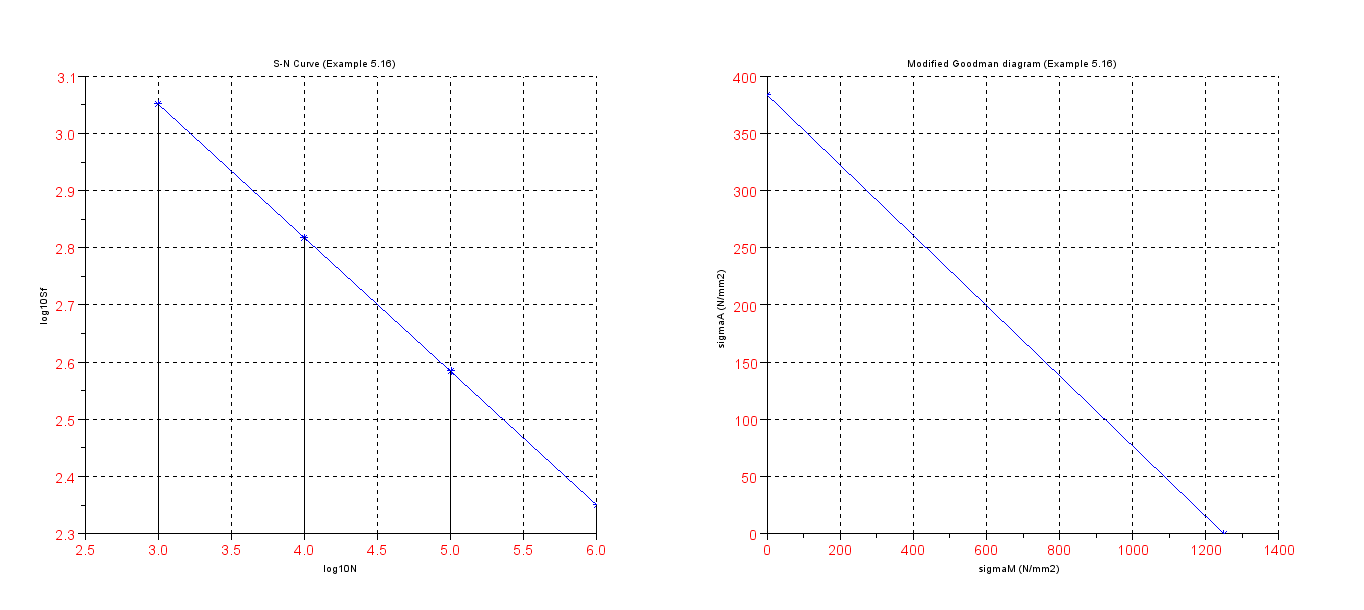 S-N Curve (Example 5.16)
3.1
3.0
2.9
2.8
2.7
2.6
2.5
2.4
2.3
log10Sf
2.5 3.0 3.5 4.0 4.5 5.0 5.5 6.0
log10N
Modified Goodman diagram (Example 5.16)
400
350
300
250
200
150
100
50
0
sigmaA (N/mm2)
0 200 400 600 800 1000 1200 1400
sigmaM (N/mm2)